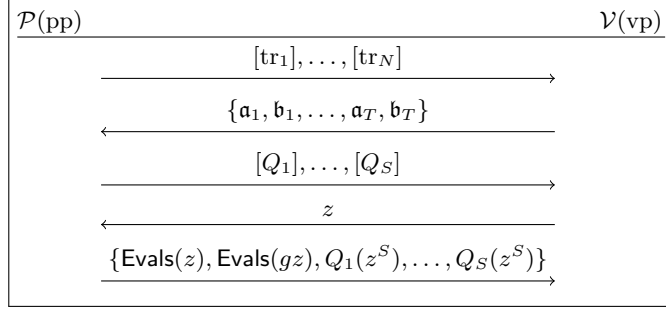 𝒫(pp) 𝒱(vp)
[tr₁], …, [tr_N]
{𝔞₁, 𝔟₁, …, 𝔞_T, 𝔟_T}
[Q₁], …, [Q_S]
z
{Evals(z), Evals(gz), Q₁(z^S), …, Q_S(z^S)}